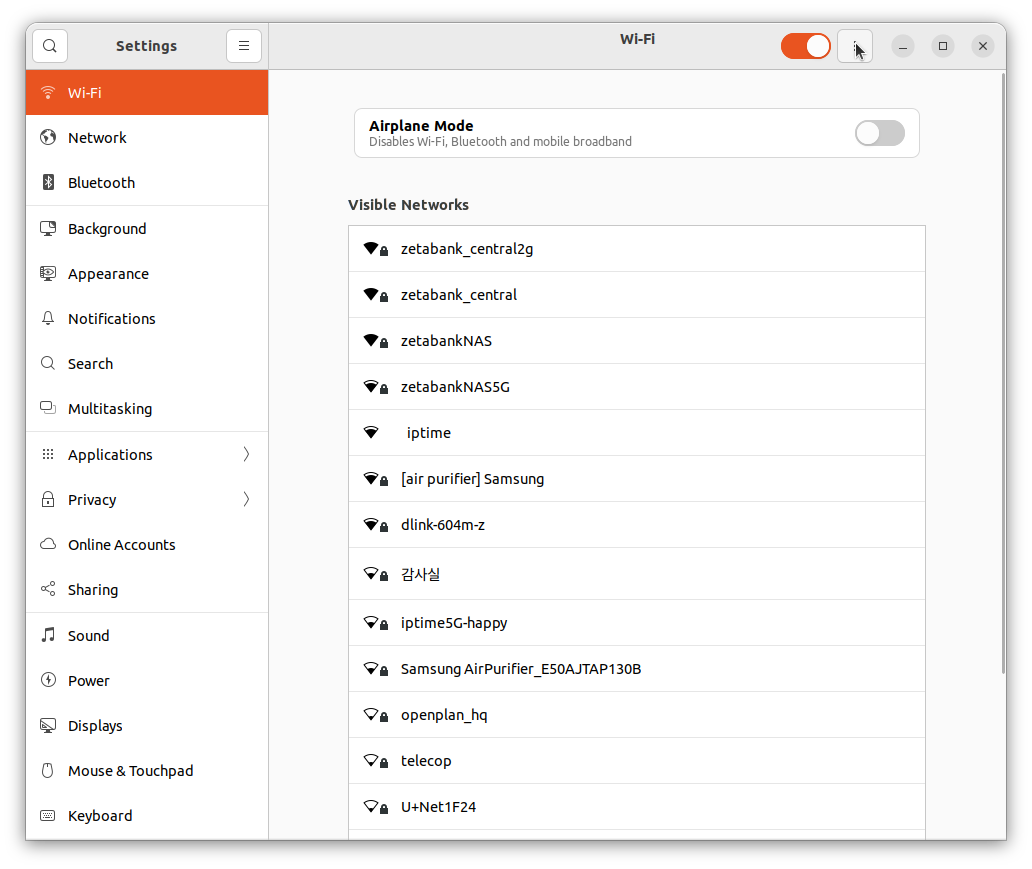 Settings
Wi-Fi
Wi-Fi
Network
Bluetooth
Background
Appearance
Notifications
Search
Multitasking
Applications
Privacy
Online Accounts
Sharing
Sound
Power
Displays
Mouse & Touchpad
Keyboard
Airplane Mode
Disables Wi-Fi, Bluetooth and mobile broadband
Visible Networks
zetabank_central2g
zetabank_central
zetabankNAS
zetabankNAS5G
iptime
[air purifier] Samsung
dlink-604m-z
감사실
iptime5G-happy
Samsung AirPurifier_E50AJTAP130B
openplan_hq
telecop
U+Net1F24